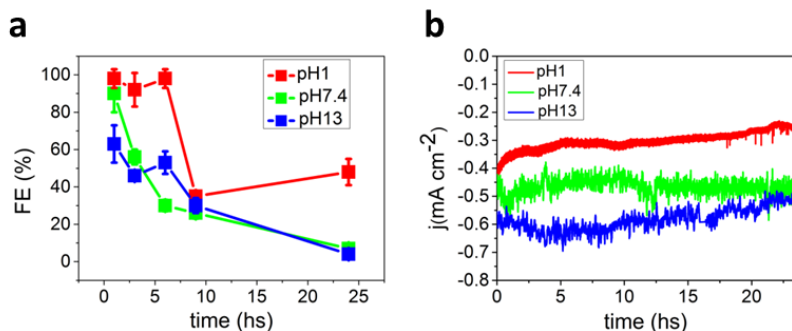 a
FE (%)
100
80
60
40
20
0
pH1
pH7.4
pH13
0 5 10 15 20 25
time (hs)
b
j(mA cm-2)
0.0
-0.1
-0.2
-0.3
-0.4
-0.5
-0.6
-0.7
-0.8
pH1
pH7.4
pH13
0 5 10 15 20
time (hs)